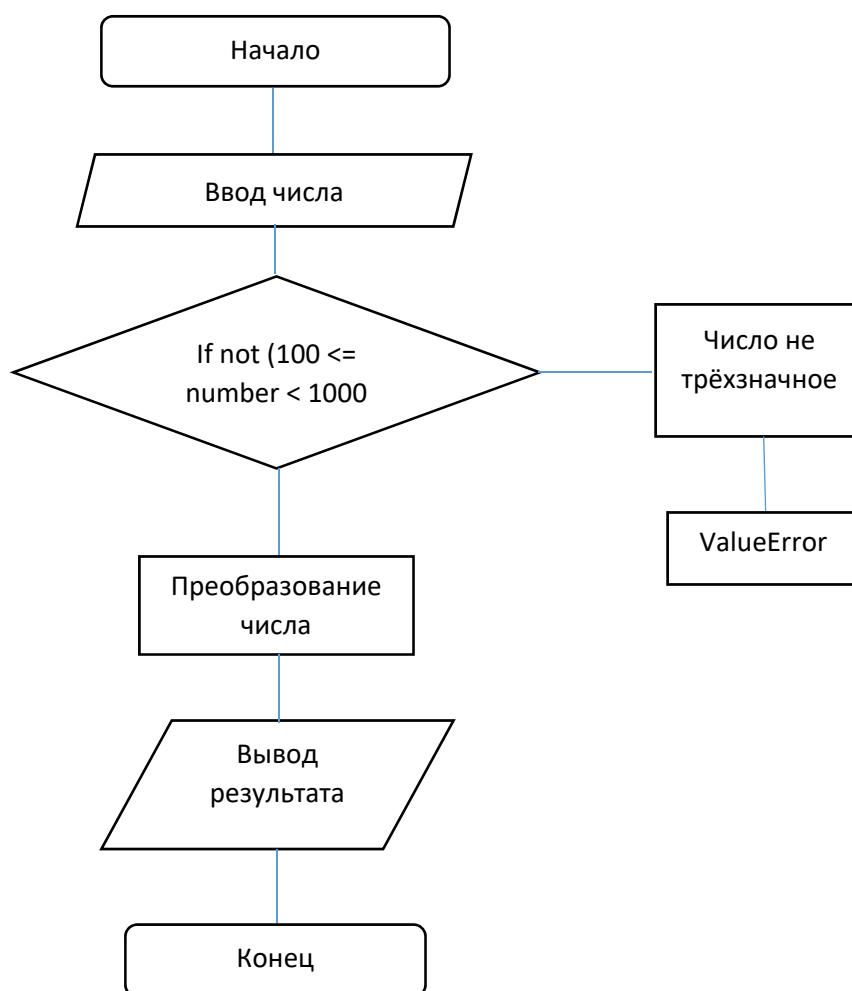 Начало
Ввод числа
If not (100 <=
number < 1000
Число не
трёхзначное
ValueError
Преобразование
числа
Вывод
результата
Конец